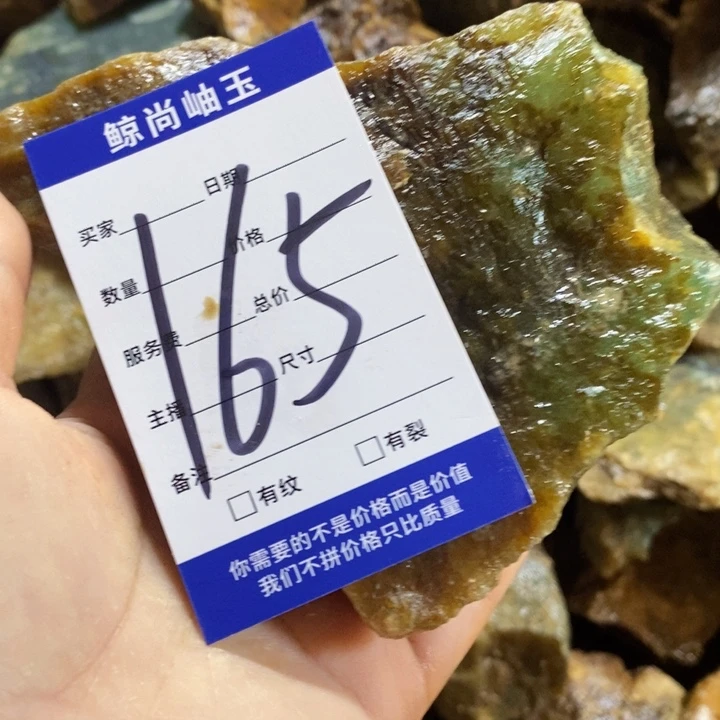 鲸尚岫玉
买家 日期
数量 价格
服务费 总价
主播 尺寸
备注
165
□有纹 □有裂
你需要的不是价格而是价值
我们不拼价格只比质量